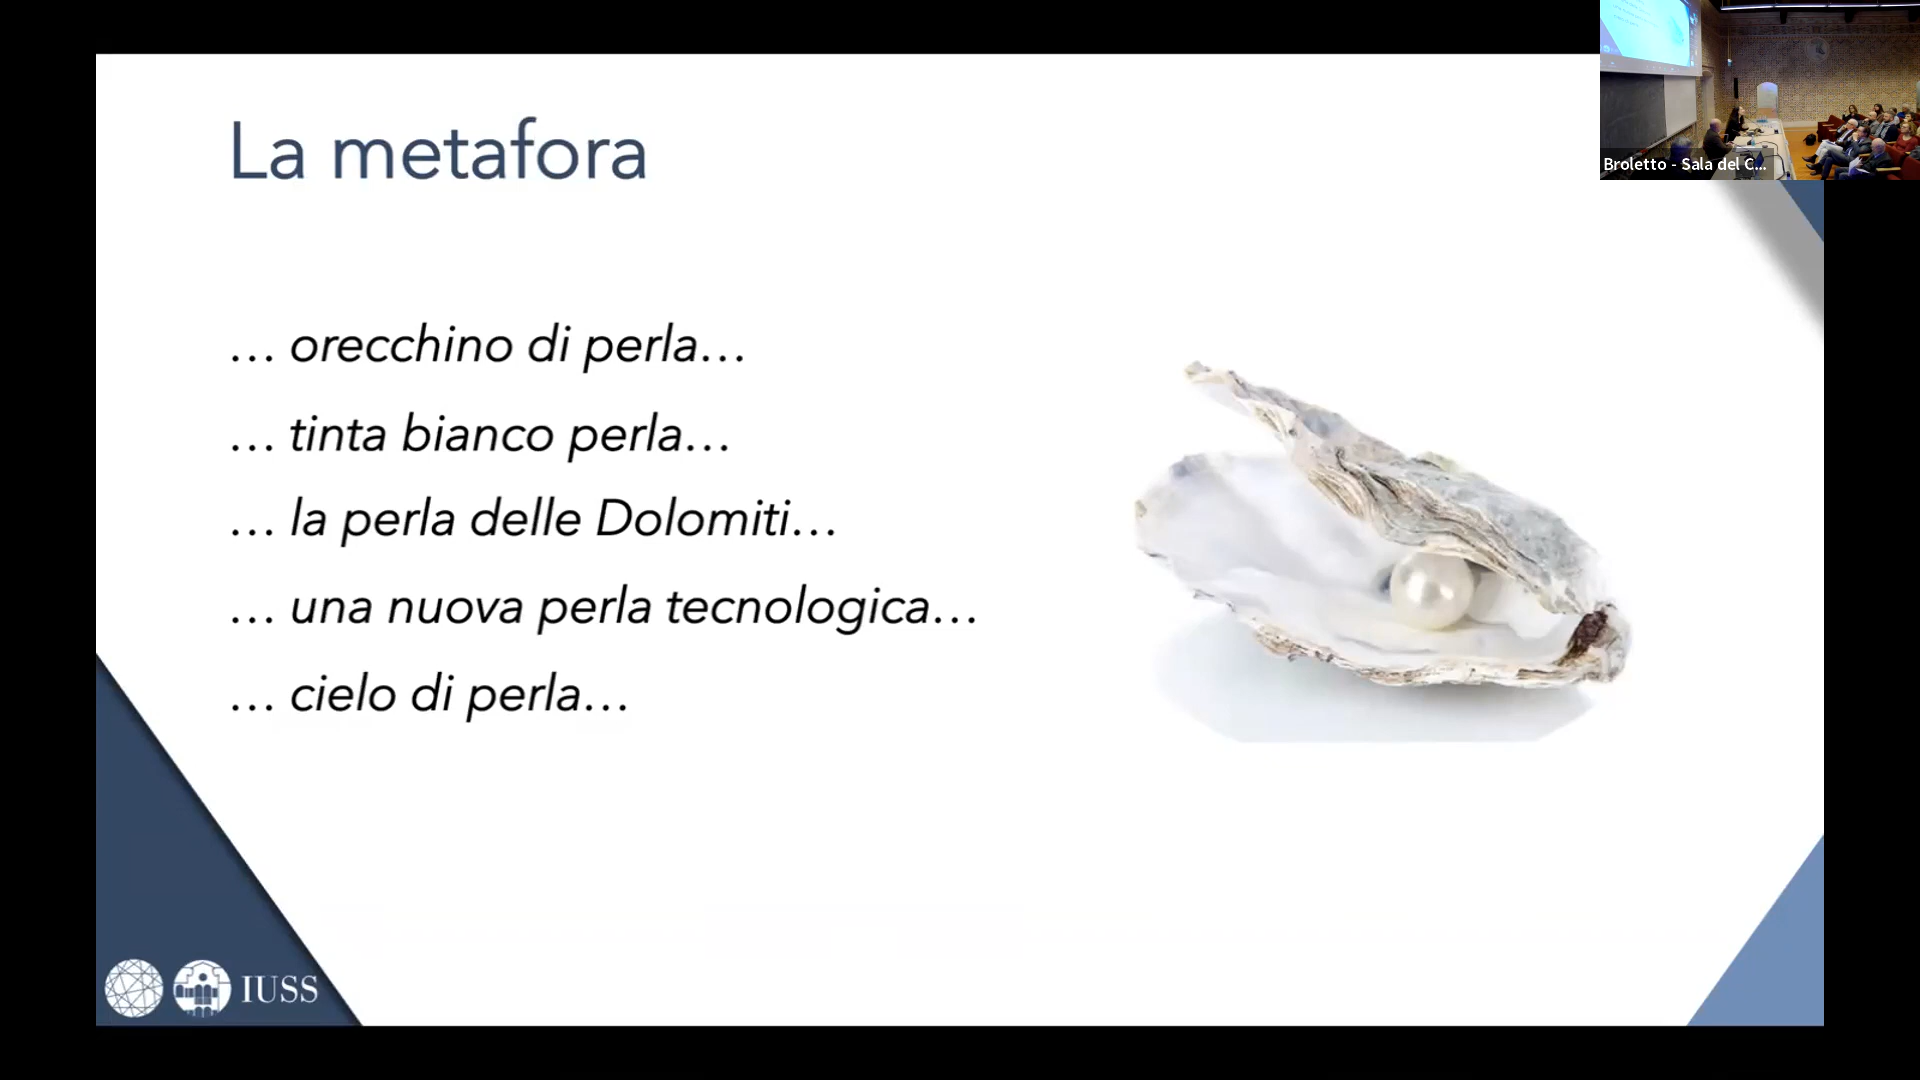 La metafora
… orecchino di perla…
… tinta bianco perla…
… la perla delle Dolomiti…
… una nuova perla tecnologica…
… cielo di perla…
IUSS
Broletto - Sala del C...